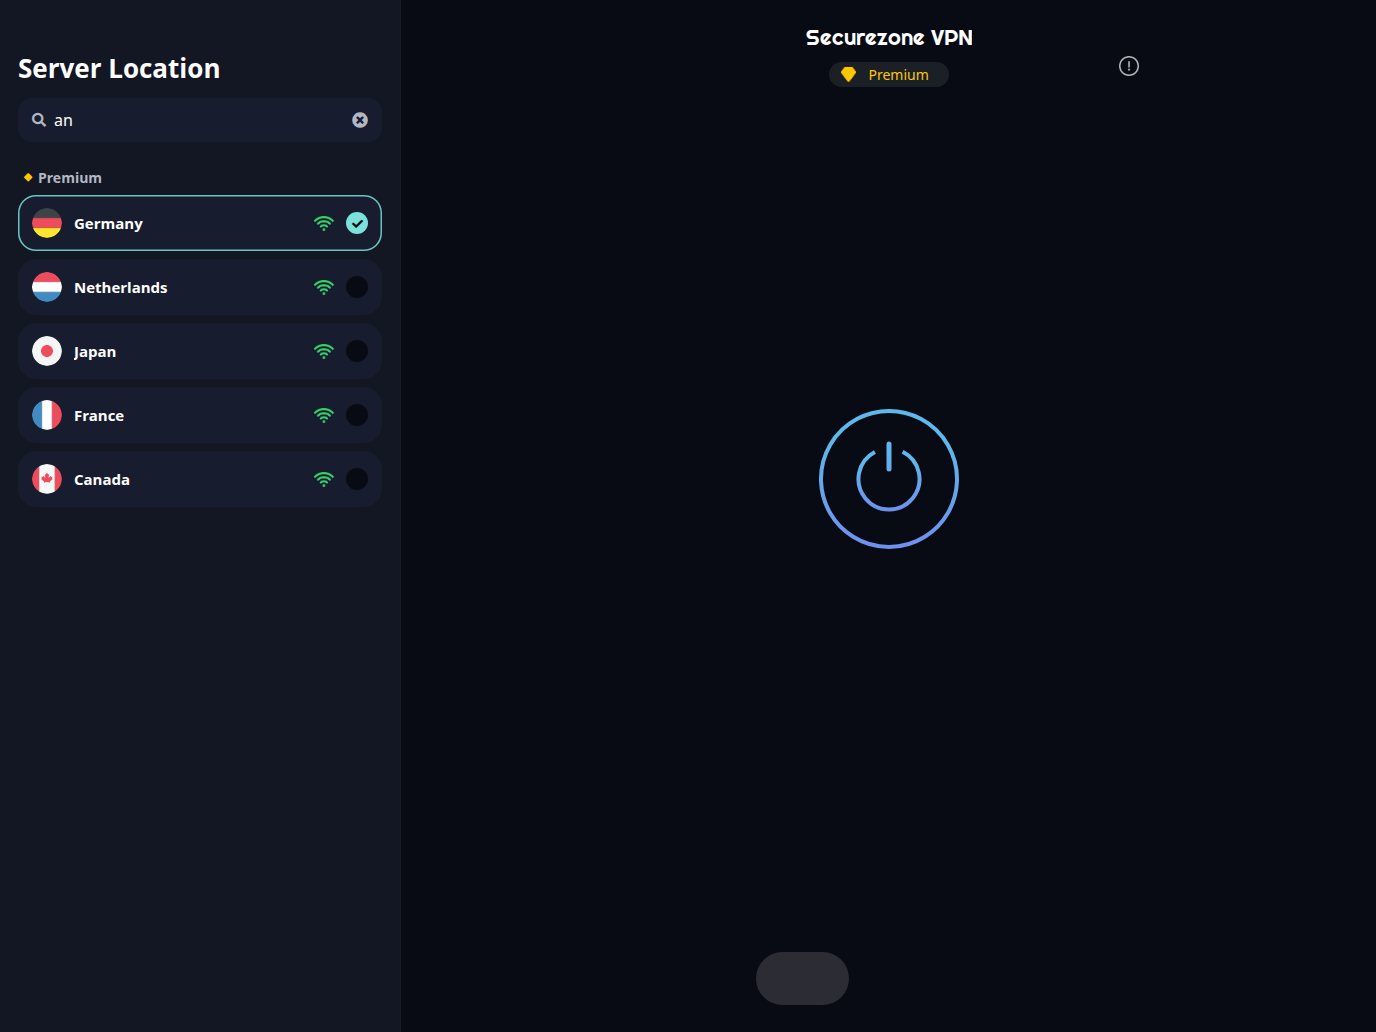 Server Location
an
Premium
Germany
Netherlands
Japan
France
Canada
Securezone VPN
Premium